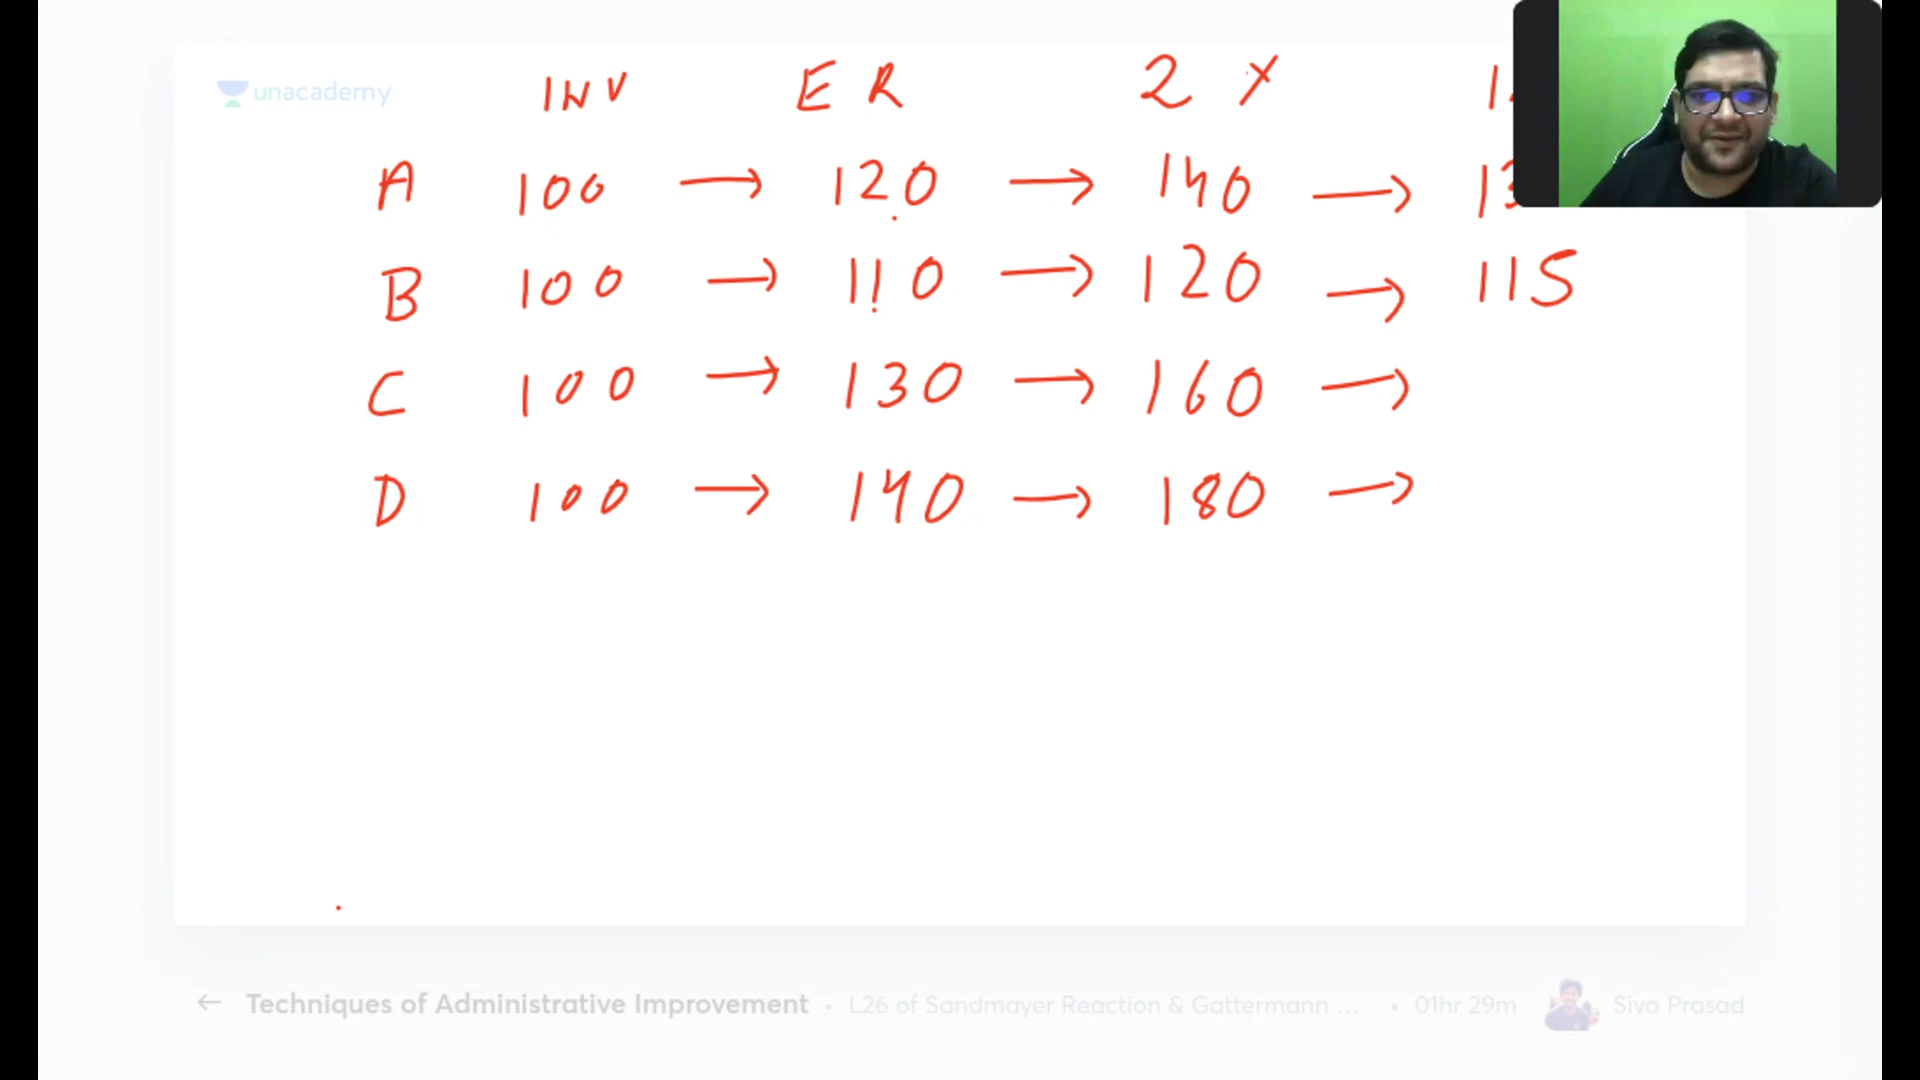 unacademy
INV ER 2X
A 100 → 120 → 140 →
B 100 → 110 → 120 → 115
C 100 → 130 → 160 →
D 100 → 140 → 180 →
← Techniques of Administrative Improvement • L26 of Sandmayer Reaction & Gattermann ... • 01hr 29m Siva Prasad